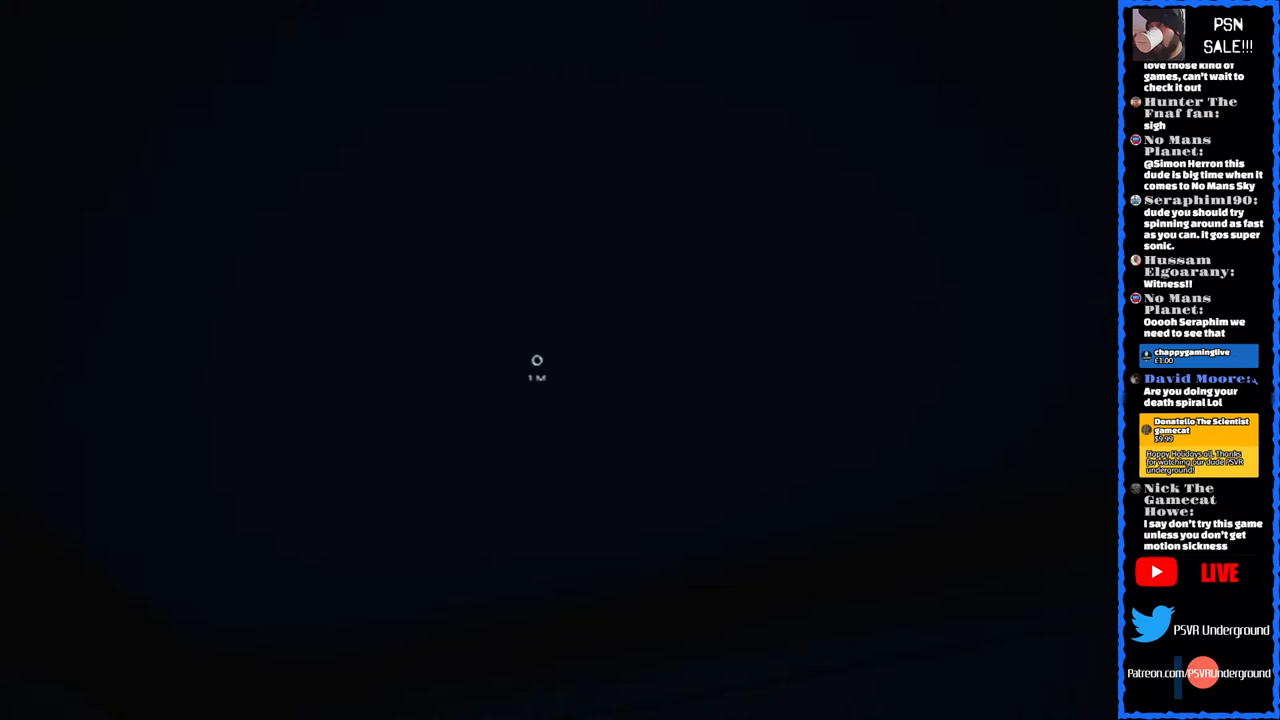 PSN
SALE!!!
love those kind of
games, can't wait to
check it out
Hunter The
Fnaf fan:
sigh
No Mans
Planet:
@Simon Herron this
dude is big time when it
comes to No Mans Sky
Seraphim190:
dude you should try
spinning around as fast
as you can. it gos super
sonic.
Hussam
Elgoarany:
Witness!!
No Mans
Planet:
Ooooh Seraphim we
need to see that
chappygaminglive
£1.00
1 M
David Moore:
Are you doing your
death spiral Lol
Donatello The Scientist
gamecat
$9.99
Happy Holidays all. Thanks
for watching our dude PSVR
underground!
Nick The
Gamecat
Howe:
I say don't try this game
unless you don't get
motion sickness
LIVE
PSVR Underground
Patreon.com/PSVRUnderground